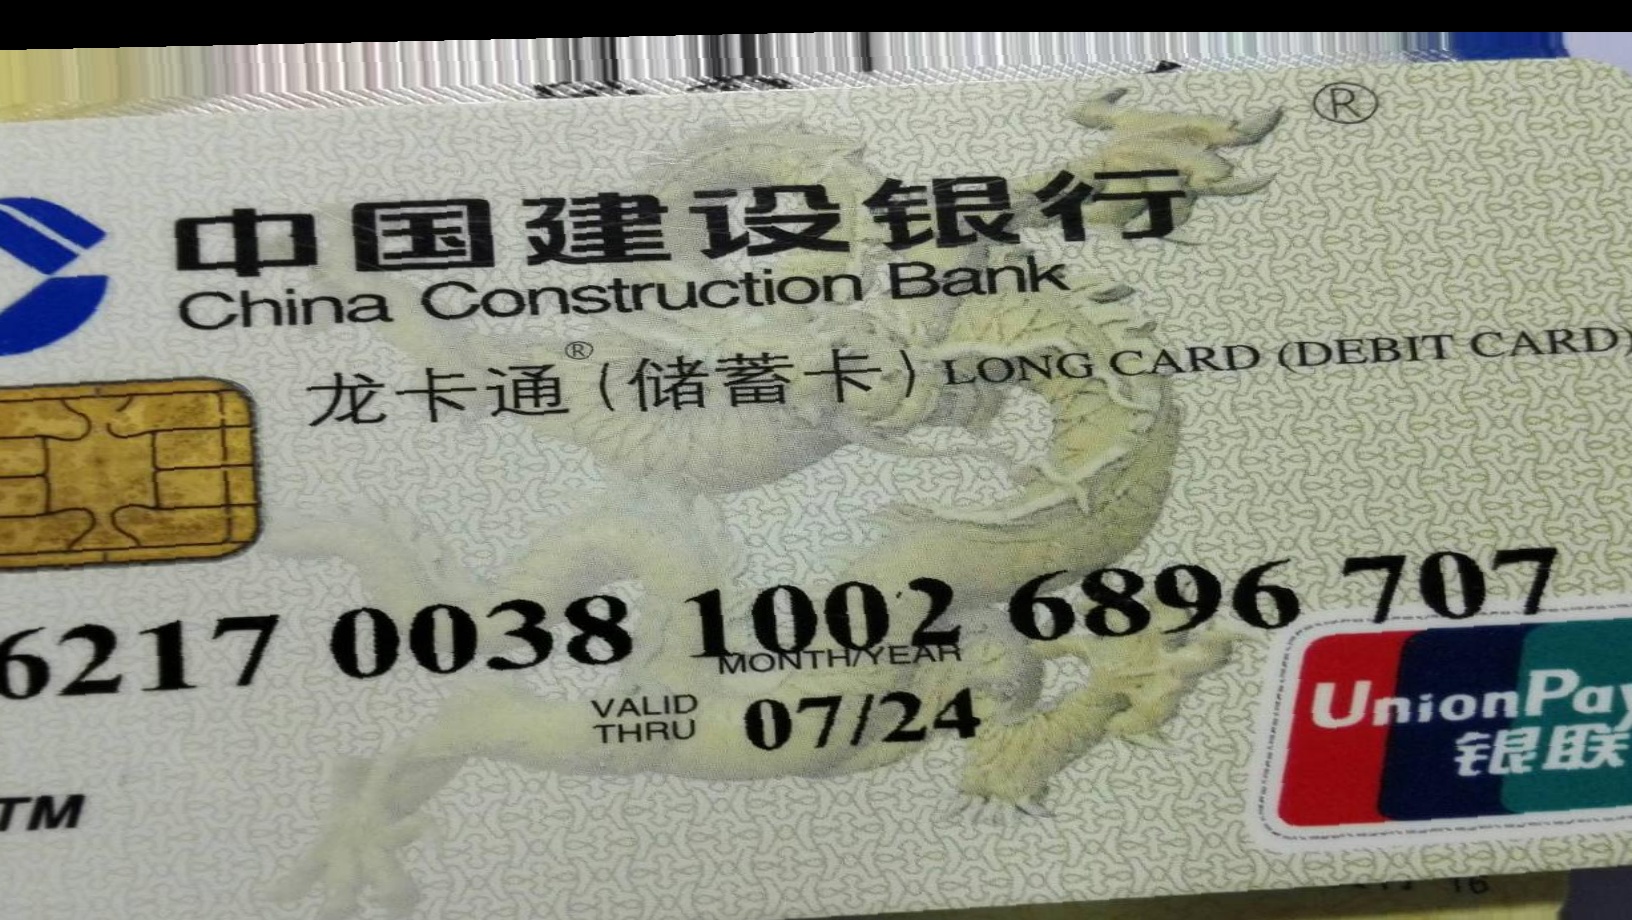 ®
中国建设银行
China Construction Bank
龙卡通®(储蓄卡) LONG CARD (DEBIT CARD)
6217 0038 1002 6896 707
MONTH/YEAR
VALID THRU 07/24
UnionPay
银联
TM
16